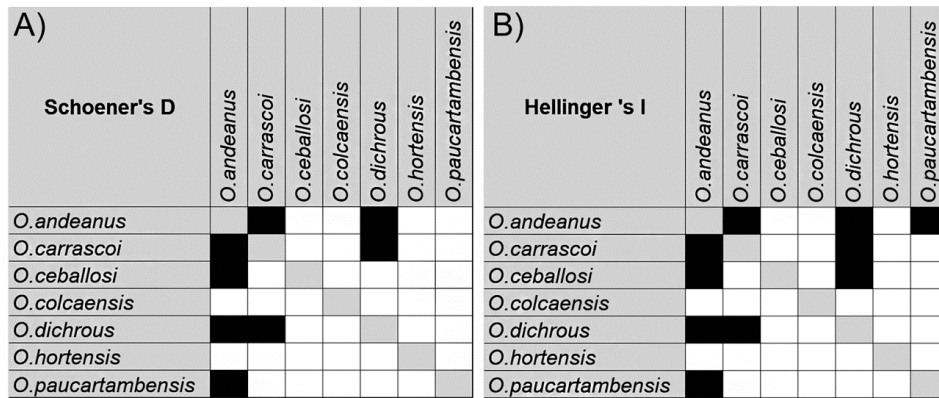 A)
Schoener's D
O.andeanus
O.carrascoi
O.ceballosi
O.colcaensis
O.dichrous
O.hortensis
O.paucartambensis
O.andeanus
O.carrascoi
O.ceballosi
O.colcaensis
O.dichrous
O.hortensis
O.paucartambensis
B)
Hellinger 's I
O.andeanus
O.carrascoi
O.ceballosi
O.colcaensis
O.dichrous
O.hortensis
O.paucartambensis
O.andeanus
O.carrascoi
O.ceballosi
O.colcaensis
O.dichrous
O.hortensis
O.paucartambensis